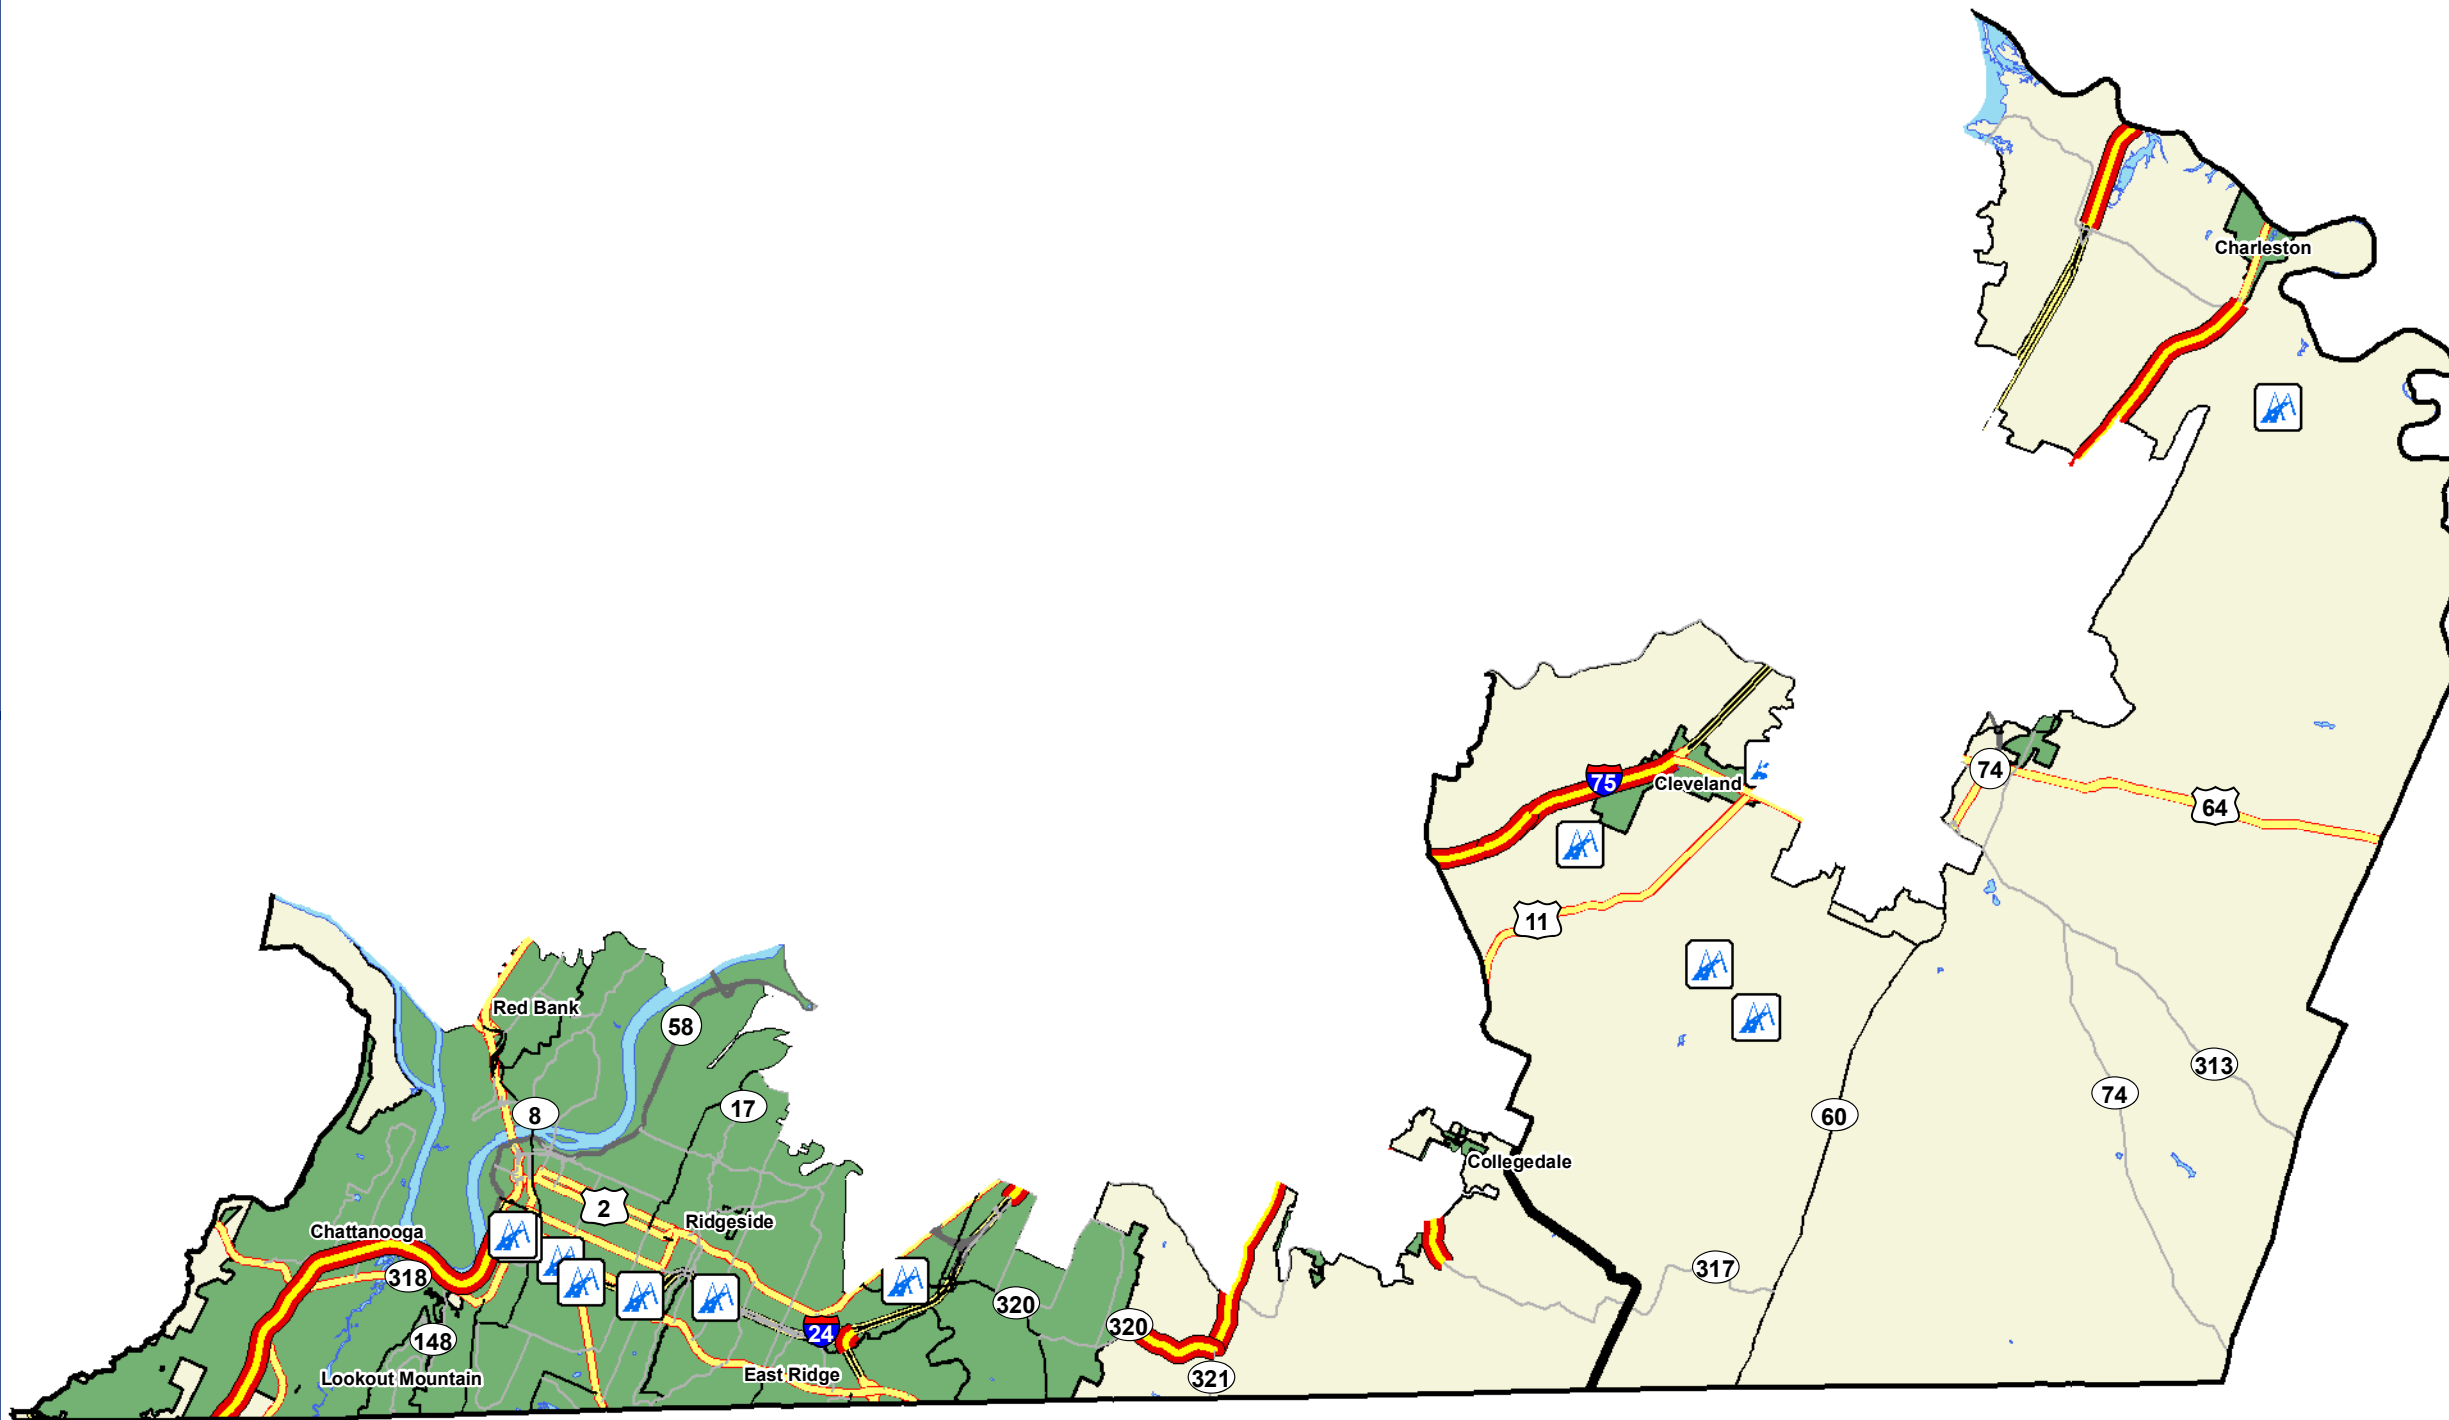 Charleston
75
Cleveland
74
64
11
Red Bank
58
313
74
17
8
60
Collegedale
2
Ridgeside
Chattanooga
317
318
320
320
24
148
East Ridge
Lookout Mountain
321